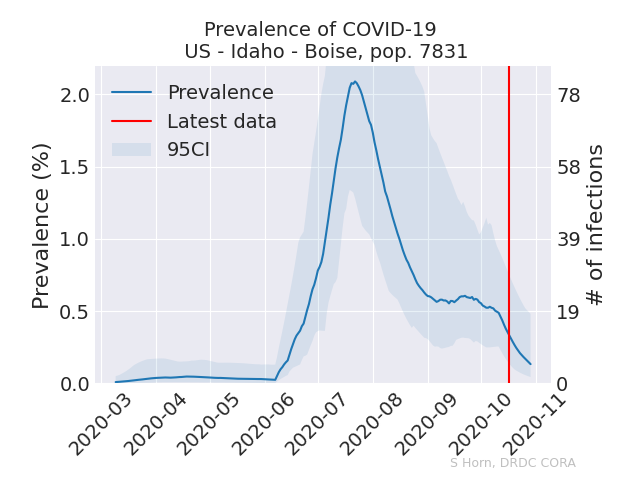 Prevalence of COVID-19
US - Idaho - Boise, pop. 7831
Prevalence
Latest data
95CI
Prevalence (%)
2.0
1.5
1.0
0.5
0.0
# of infections
78
58
39
19
0
2020-03
2020-04
2020-05
2020-06
2020-07
2020-08
2020-09
2020-10
2020-11
S Horn, DRDC CORA